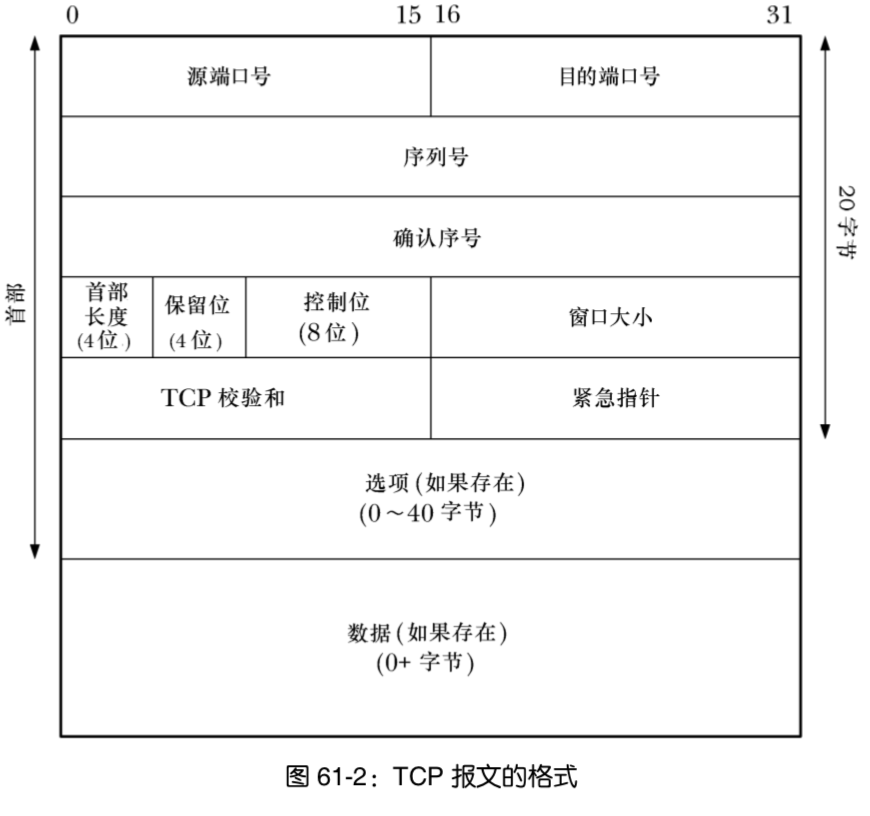 0 15 16 31
源端口号 目的端口号
序列号
确认序号
首部
长度
(4位)
保留位
(4位)
控制位
(8位)
窗口大小
TCP 校验和 紧急指针
选项(如果存在)
(0～40 字节)
数据(如果存在)
(0+ 字节)
首部
20字节
图 61-2：TCP 报文的格式